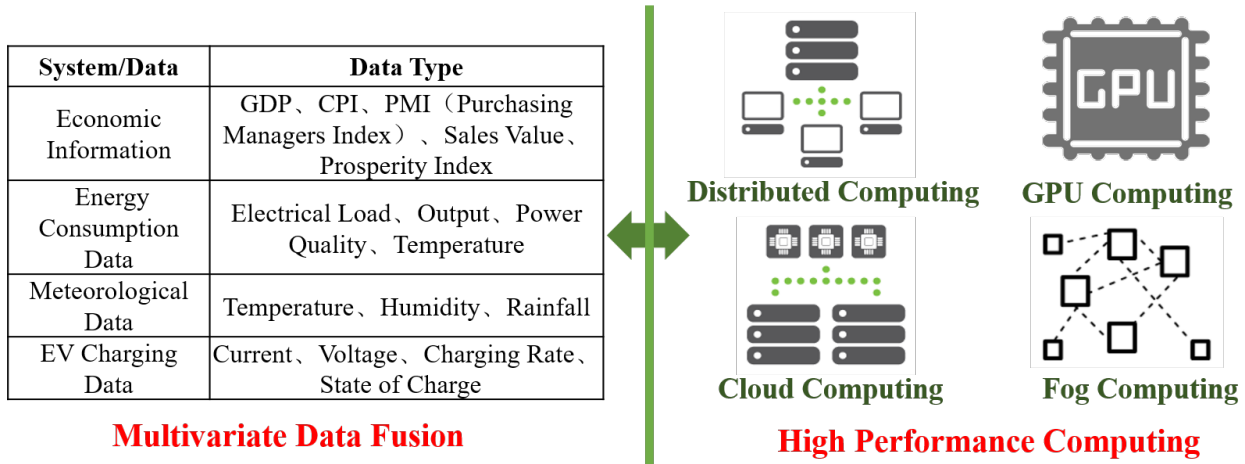 System/Data
Data Type
Economic
Information
GDP、CPI、PMI（Purchasing
Managers Index）、Sales Value、
Prosperity Index
Energy
Consumption
Data
Electrical Load、Output、Power
Quality、Temperature
Meteorological
Data
Temperature、Humidity、Rainfall
EV Charging
Data
Current、Voltage、Charging Rate、
State of Charge
Multivariate Data Fusion
Distributed Computing
GPU
GPU Computing
Cloud Computing
Fog Computing
High Performance Computing